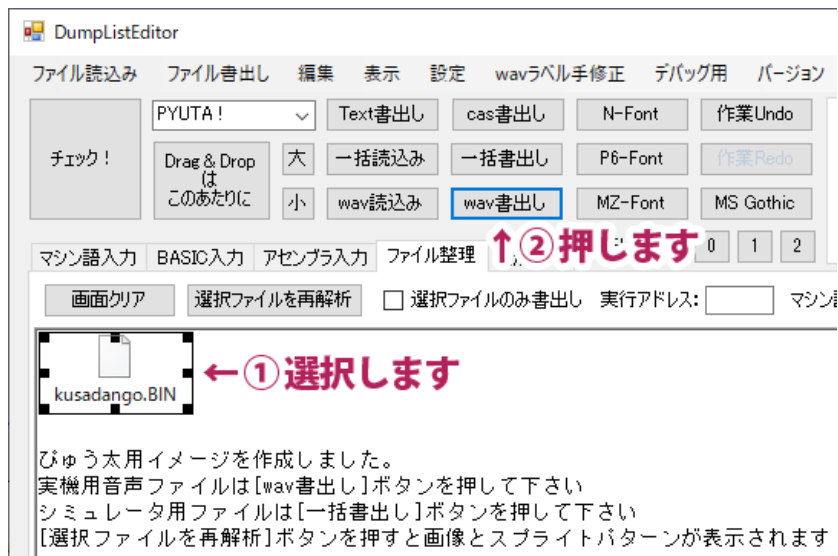 DumpListEditor
ファイル読込み ファイル書出し 編集 表示 設定 wavラベル手修正 デバッグ用 バージョン
チェック!
PYUTA! Text書出し cas書出し N-Font 作業Undo
Drag & Drop
は
このあたりに
大 一括読込み 一括書出し P6-Font 作業Redo
小 wav読込み wav書出し MZ-Font MS Gothic
↑②押します 0 1 2
マシン語入力 BASIC入力 アセンブラ入力 ファイル整理
画面クリア 選択ファイルを再解析 選択ファイルのみ書出し 実行アドレス: マシン語
kusadango.BIN
←①選択します
ぴゅう太用イメージを作成しました。
実機用音声ファイルは[wav書出し]ボタンを押して下さい
シミュレータ用ファイルは[一括書出し]ボタンを押して下さい
[選択ファイルを再解析]ボタンを押すと画像とスプライトパターンが表示されます